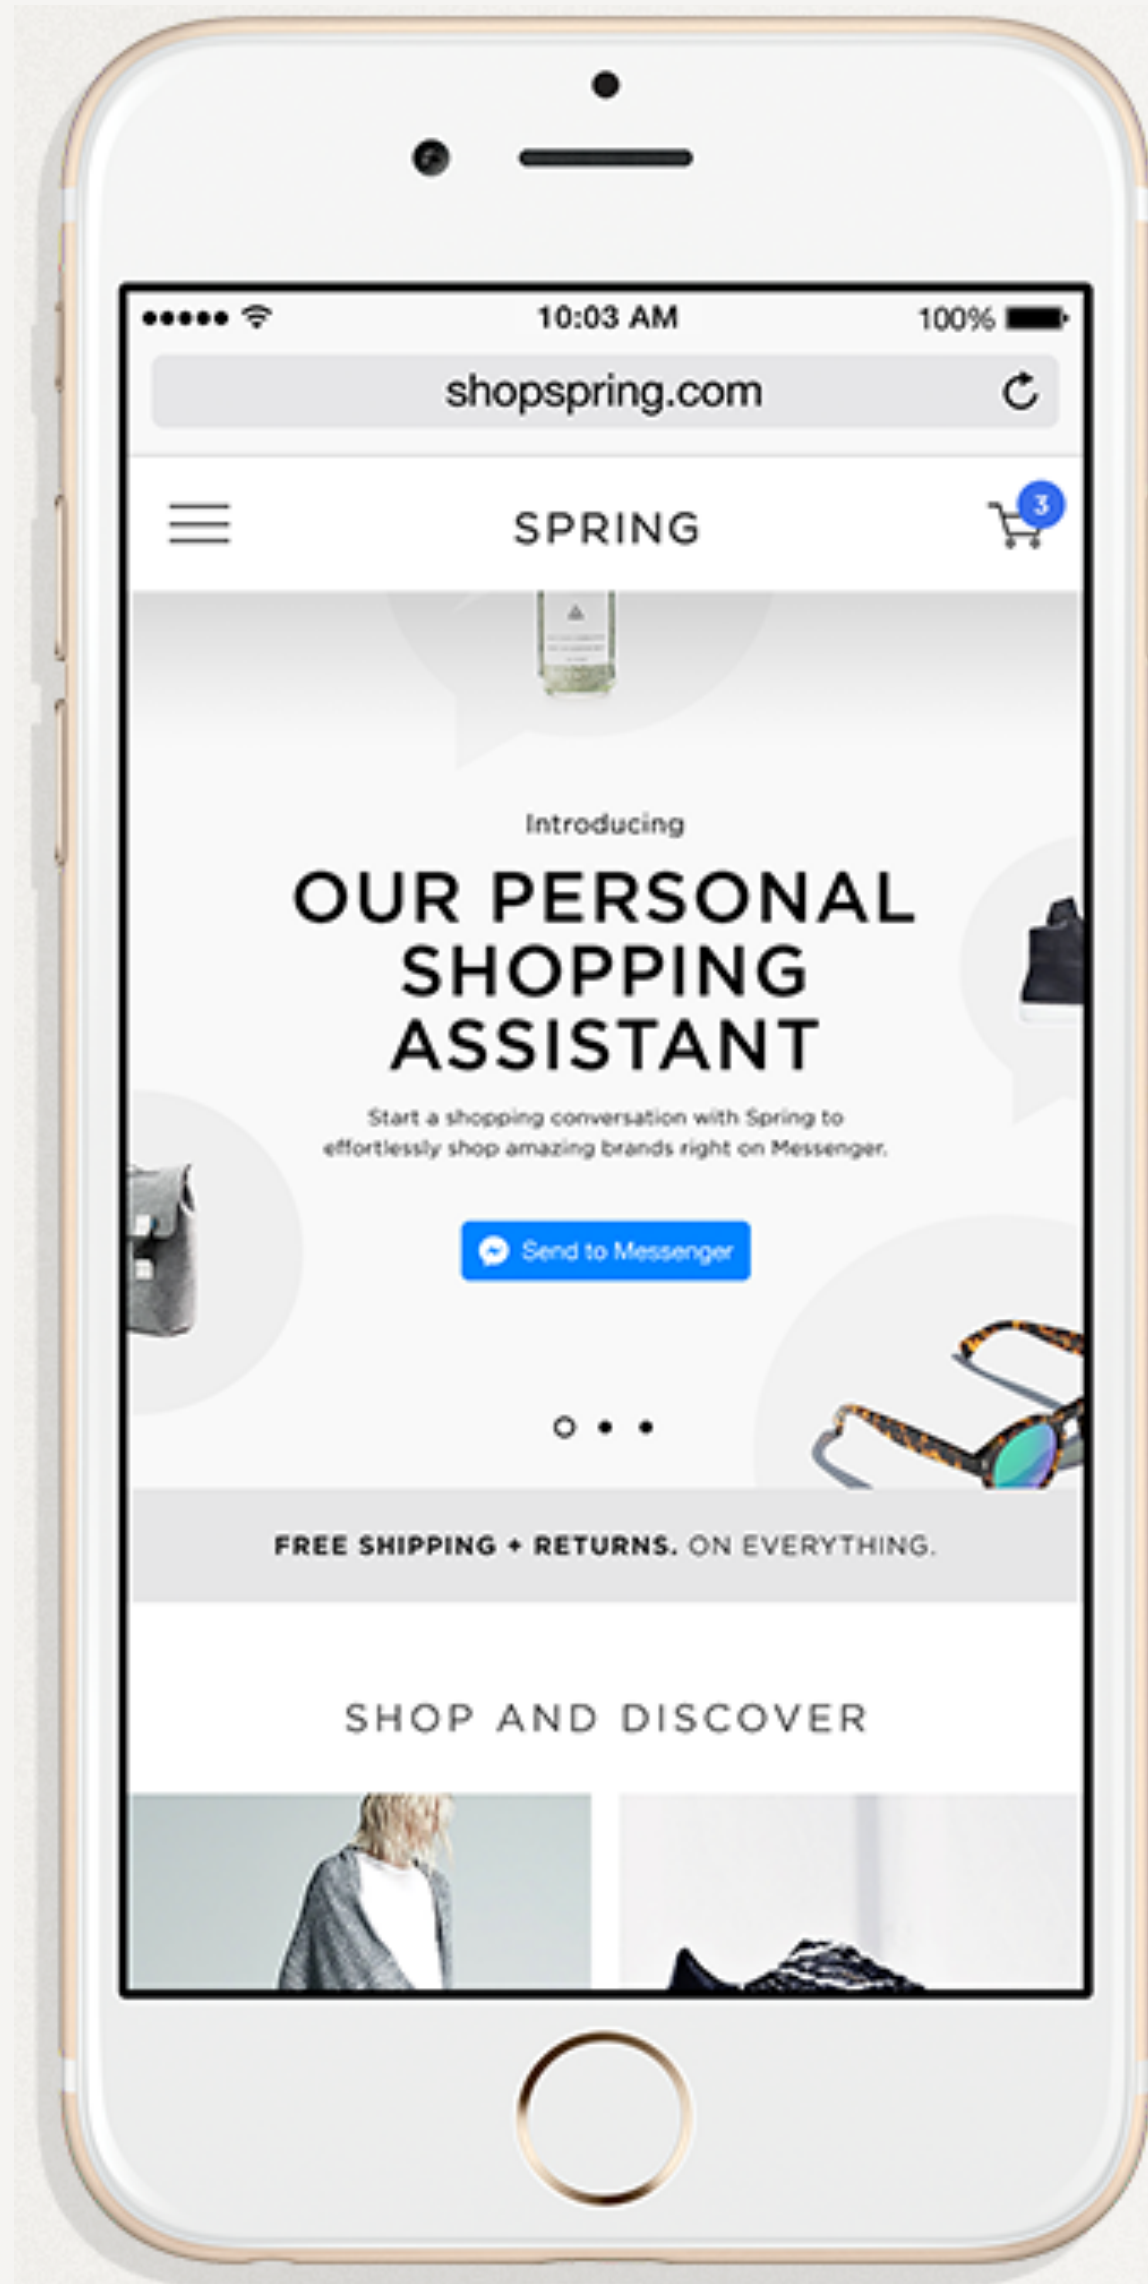 10:03 AM
100%
shopspring.com
SPRING
3
Introducing
OUR PERSONAL
SHOPPING
ASSISTANT
Start a shopping conversation with Spring to
effortlessly shop amazing brands right on Messenger.
Send to Messenger
FREE SHIPPING + RETURNS. ON EVERYTHING.
SHOP AND DISCOVER